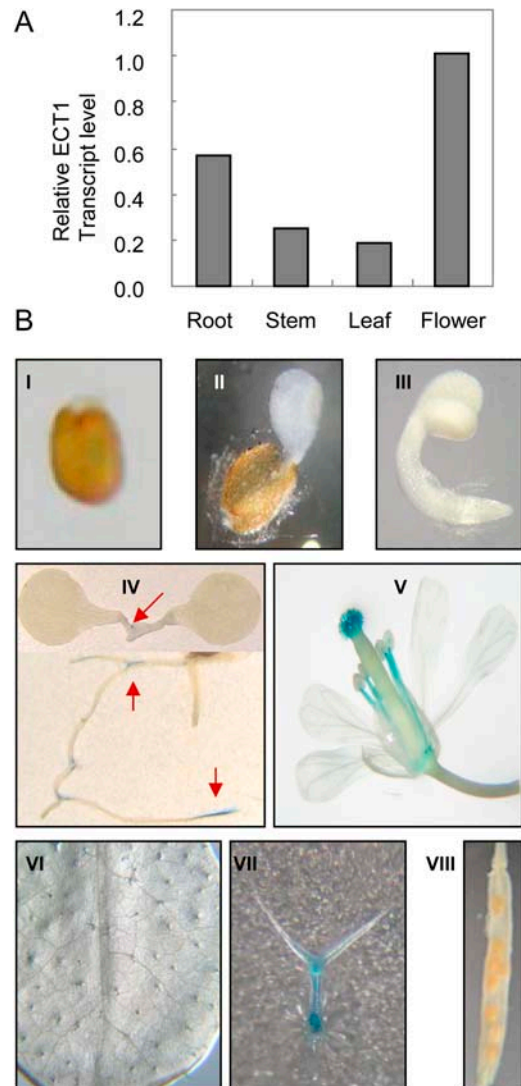 A
Relative ECT1
Transcript level
1.2
1.0
0.8
0.6
0.4
0.2
0.0
Root Stem Leaf Flower
B
I II III
IV V
VI VII VIII